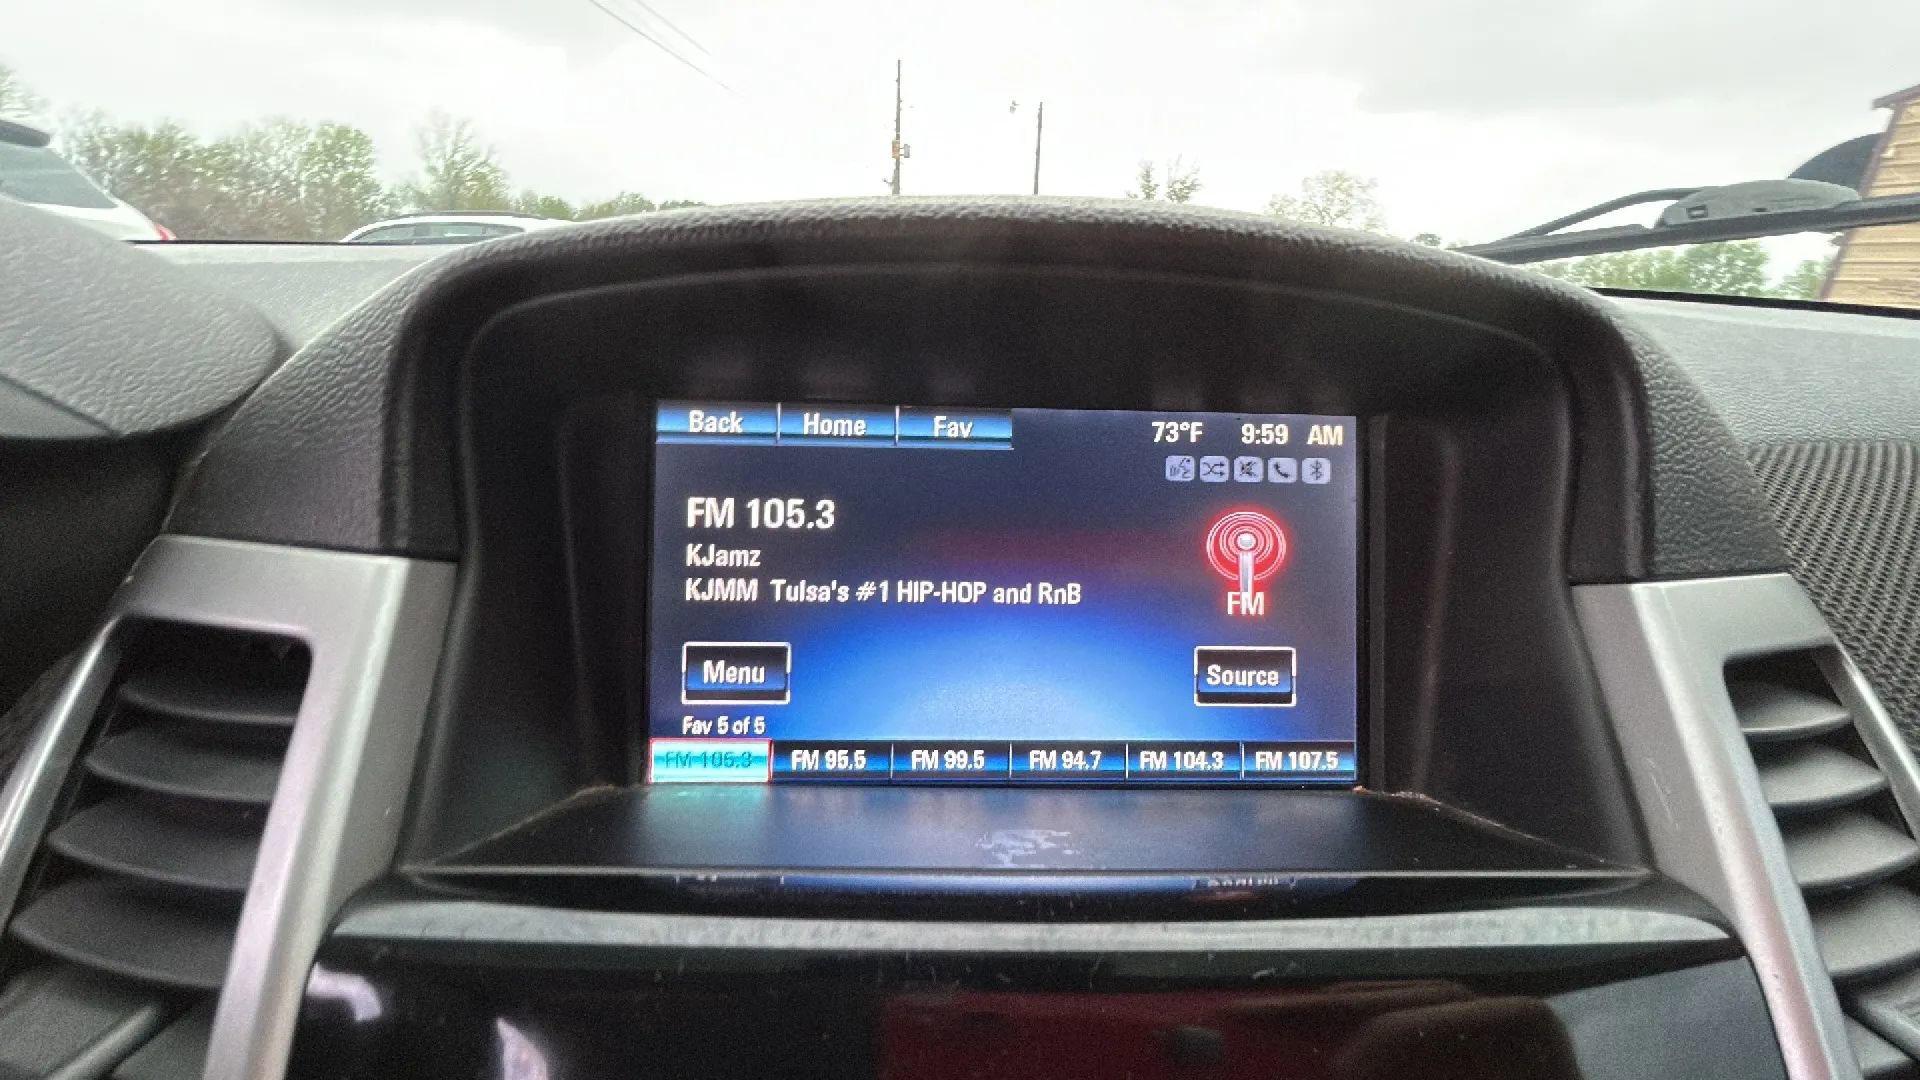 Back Home Fav 73°F 9:59 AM
FM 105.3
KJamz
KJMM Tulsa's #1 HIP-HOP and RnB
FM
Menu Source
Fav 5 of 5
FM 105.3 FM 95.5 FM 99.5 FM 94.7 FM 104.3 FM 107.5